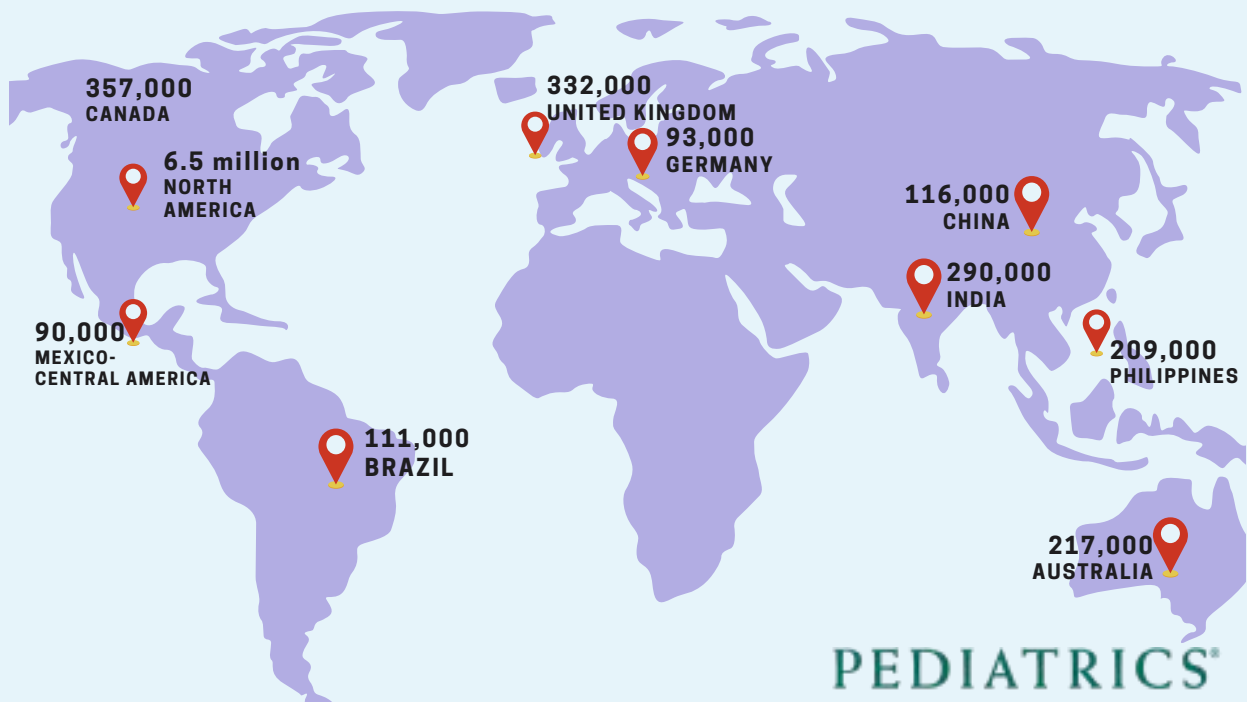 357,000
CANADA
6.5 million
NORTH
AMERICA
332,000
UNITED KINGDOM
93,000
GERMANY
116,000
CHINA
290,000
INDIA
90,000
MEXICO-
CENTRAL AMERICA
209,000
PHILIPPINES
111,000
BRAZIL
217,000
AUSTRALIA
PEDIATRICS®